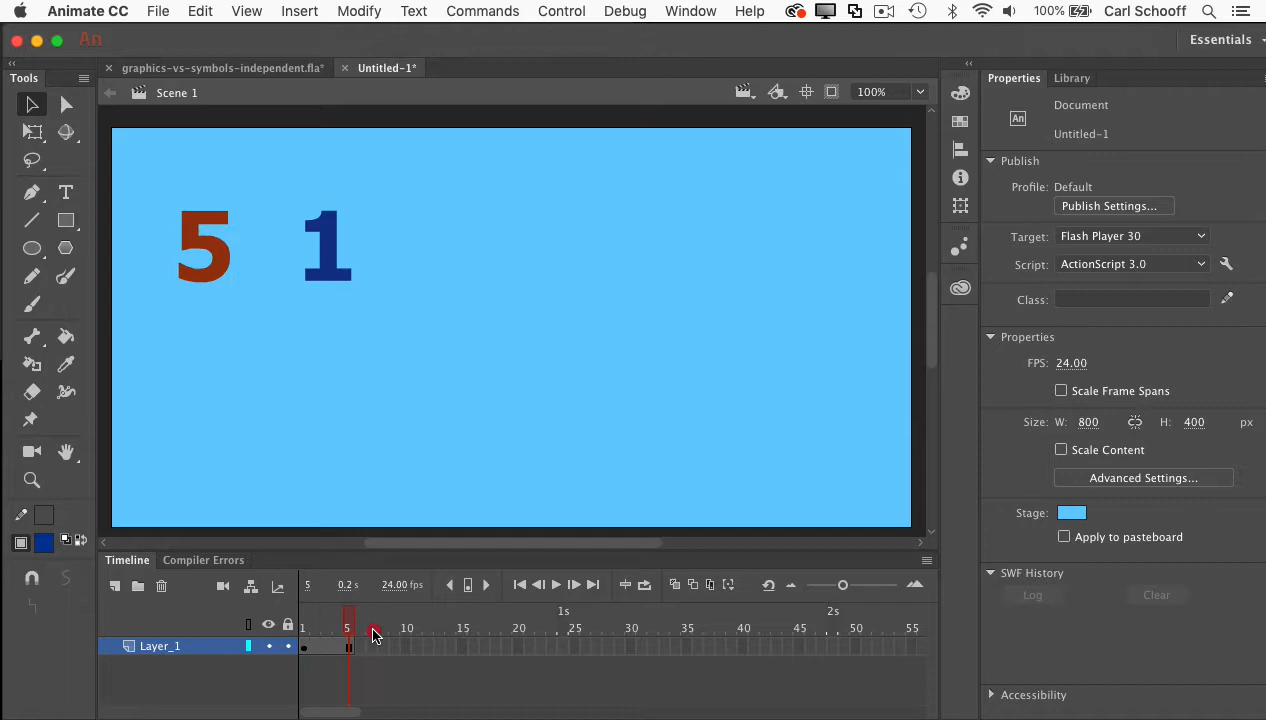 Animate CC File Edit View Insert Modify Text Commands Control Debug Window Help 100% Carl Schooff
An Essentials
Tools graphics-vs-symbols-independent.fla* Untitled-1* Properties Library
Scene 1 100%
Document
An
Untitled-1
Publish
Profile: Default
Publish Settings...
Target: Flash Player 30
Script: ActionScript 3.0
Class:
5 1
Properties
FPS: 24.00
Scale Frame Spans
Size: W: 800 H: 400 px
Scale Content
Advanced Settings...
Stage:
Apply to pasteboard
Timeline Compiler Errors
SWF History
Log Clear
5 0.2 s 24.00 fps
1s 2s
1 5 10 15 20 25 30 35 40 45 50 55
Layer_1
Accessibility